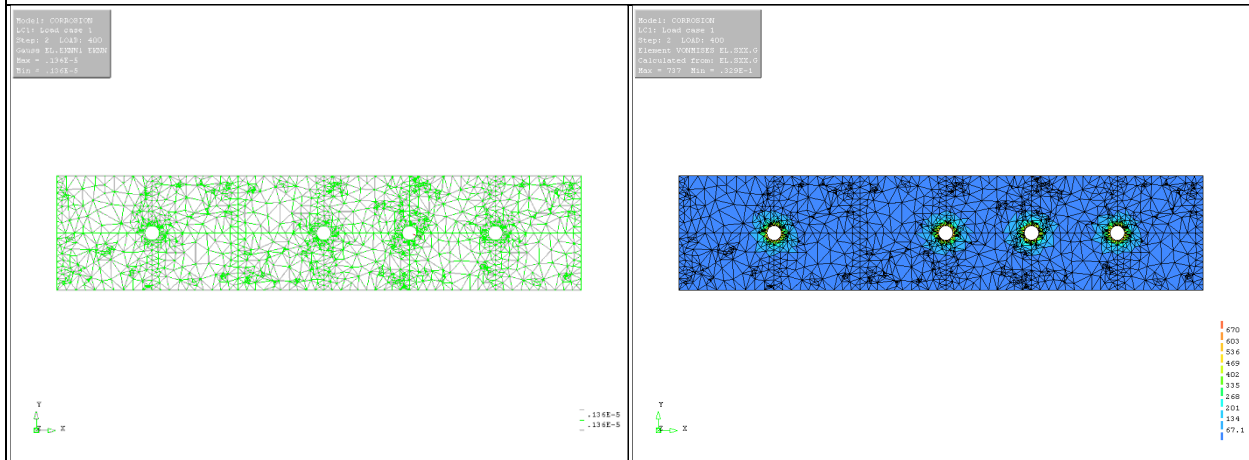 Model: CORROSION
LC1: Load case 1
Step: 2 LOAD: 400
Gauss EL.EKNN1 EKNN
Max = .136E-5
Min = .136E-5
Y
X
.136E-5
.136E-5
Model: CORROSION
LC1: Load case 1
Step: 2 LOAD: 400
Element VONMISES EL.SXX.G
Calculated from: EL.SXX.G
Max = 737 Min = .329E-1
670
603
536
469
402
335
268
201
134
67.1
Y
X